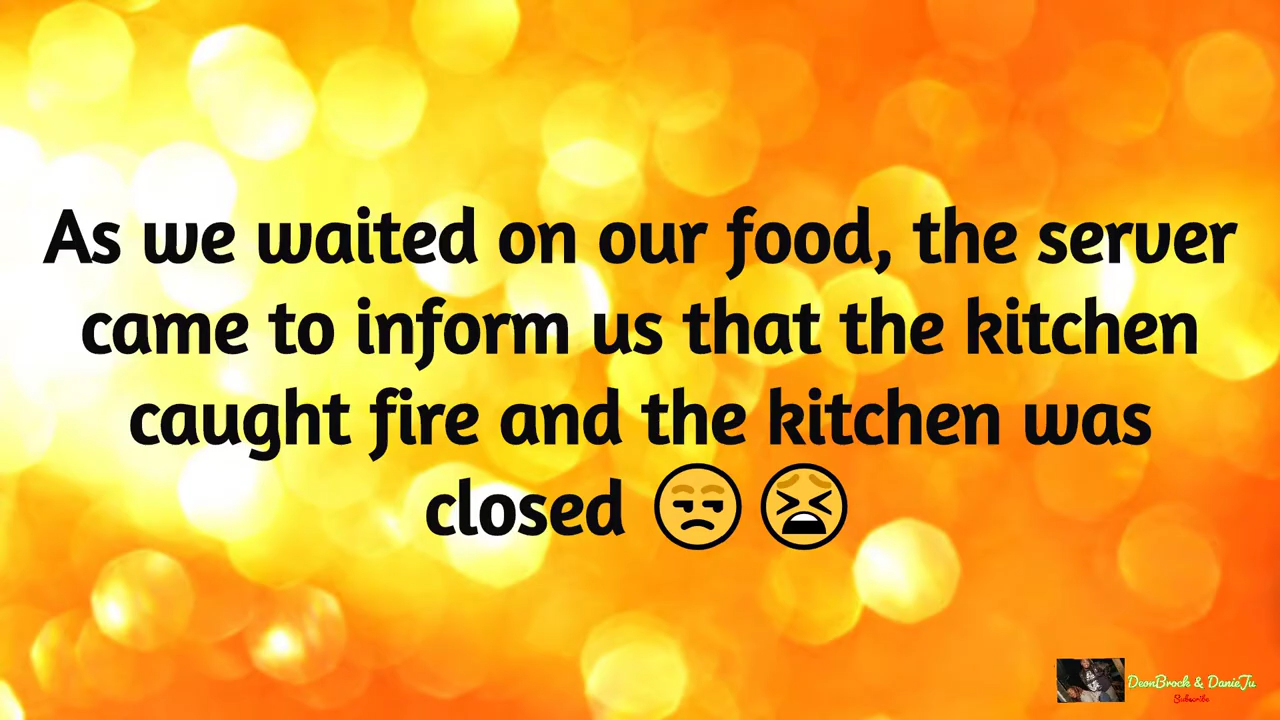 As we waited on our food, the server
came to inform us that the kitchen
caught fire and the kitchen was
closed 😒 😫
DeonBrock & DanieJu
Subscribe